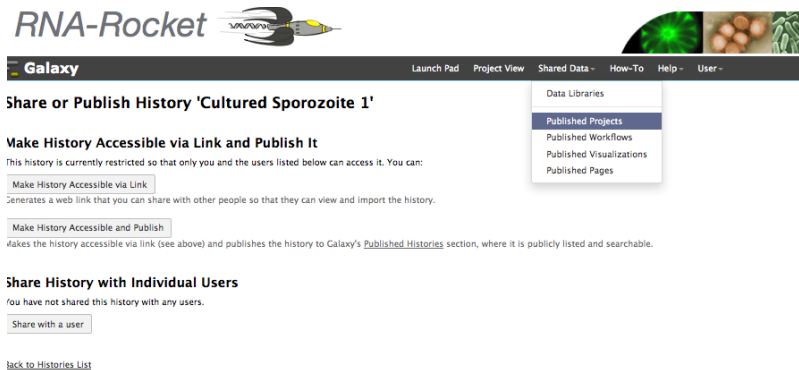 RNA-Rocket
Galaxy
Launch Pad Project View Shared Data How-To Help User
Data Libraries
Published Projects
Published Workflows
Published Visualizations
Published Pages
Share or Publish History 'Cultured Sporozoite 1'
Make History Accessible via Link and Publish It
This history is currently restricted so that only you and the users listed below can access it. You can:
Make History Accessible via Link
Generates a web link that you can share with other people so that they can view and import the history.
Make History Accessible and Publish
Makes the history accessible via link (see above) and publishes the history to Galaxy's Published Histories section, where it is publicly listed and searchable.
Share History with Individual Users
You have not shared this history with any users.
Share with a user
Back to Histories List